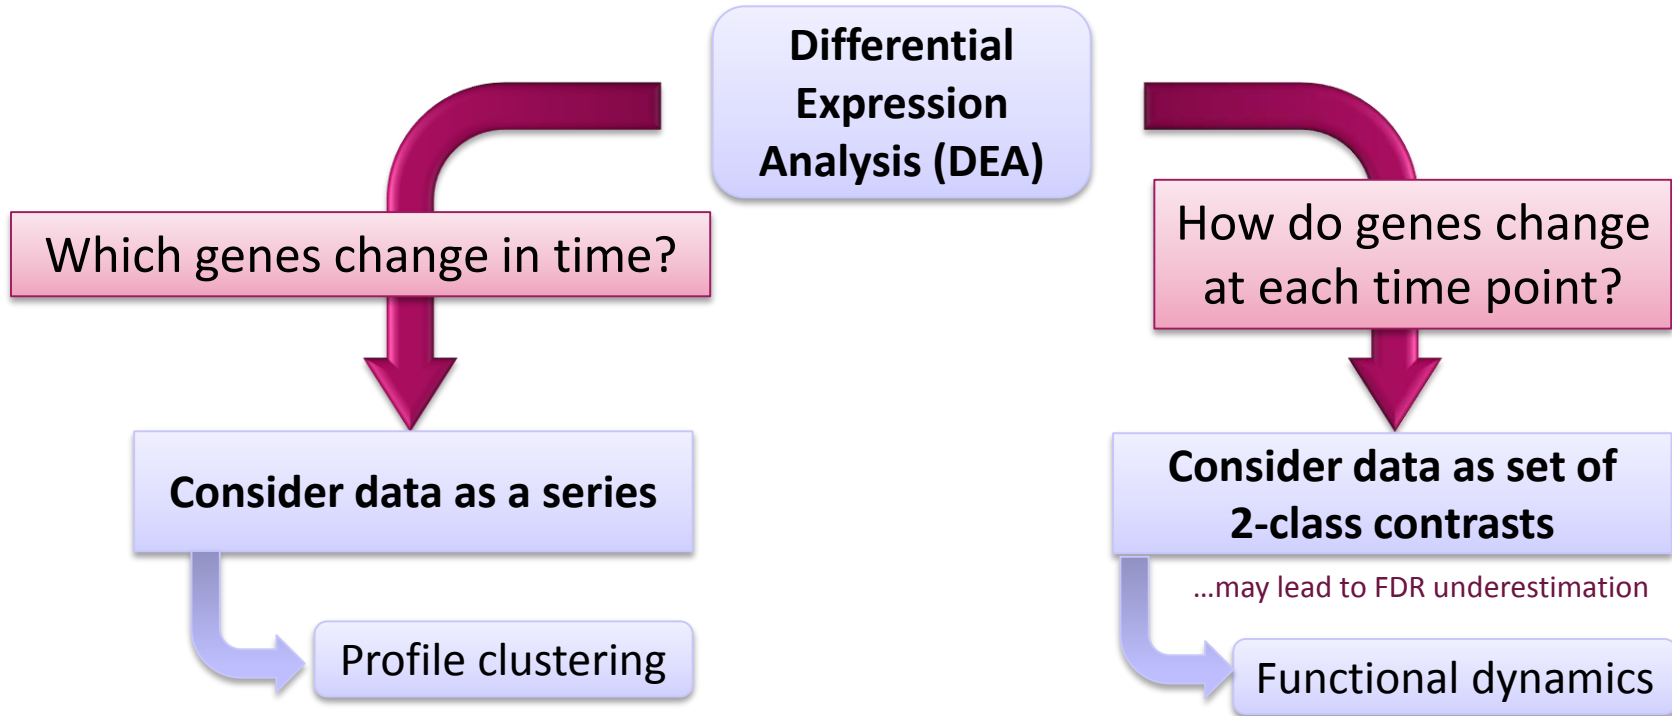 Differential
Expression
Analysis (DEA)
Which genes change in time?
How do genes change
at each time point?
Consider data as a series
Consider data as set of
2-class contrasts
...may lead to FDR underestimation
Profile clustering
Functional dynamics